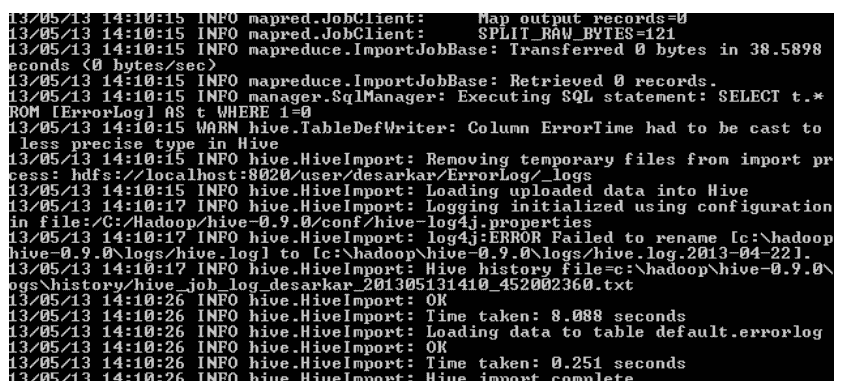 13/05/13 14:10:15 INFO mapred.JobClient:     Map output records=0
13/05/13 14:10:15 INFO mapred.JobClient:     SPLIT_RAW_BYTES=121
13/05/13 14:10:15 INFO mapreduce.ImportJobBase: Transferred 0 bytes in 38.5898
econds (0 bytes/sec)
13/05/13 14:10:15 INFO mapreduce.ImportJobBase: Retrieved 0 records.
13/05/13 14:10:15 INFO manager.SqlManager: Executing SQL statement: SELECT t.*
ROM [ErrorLog] AS t WHERE 1=0
13/05/13 14:10:15 WARN hive.TableDefWriter: Column ErrorTime had to be cast to
less precise type in Hive
13/05/13 14:10:15 INFO hive.HiveImport: Removing temporary files from import pr
cess: hdfs://localhost:8020/user/desarkar/ErrorLog/_logs
13/05/13 14:10:15 INFO hive.HiveImport: Loading uploaded data into Hive
13/05/13 14:10:17 INFO hive.HiveImport: Logging initialized using configuration
in file:/C:/Hadoop/hive-0.9.0/conf/hive-log4j.properties
13/05/13 14:10:17 INFO hive.HiveImport: log4j:ERROR Failed to rename [c:\hadoop
hive-0.9.0\logs/hive.log] to [c:\hadoop\hive-0.9.0\logs/hive.log.2013-04-22].
13/05/13 14:10:17 INFO hive.HiveImport: Hive history file=c:\hadoop\hive-0.9.0\
ogs\history/hive_job_log_desarkar_201305131410_452002360.txt
13/05/13 14:10:26 INFO hive.HiveImport: OK
13/05/13 14:10:26 INFO hive.HiveImport: Time taken: 8.088 seconds
13/05/13 14:10:26 INFO hive.HiveImport: Loading data to table default.errorlog
13/05/13 14:10:26 INFO hive.HiveImport: OK
13/05/13 14:10:26 INFO hive.HiveImport: Time taken: 0.251 seconds
13/05/13 14:10:26 INFO hive.HiveImport: Hive import complete